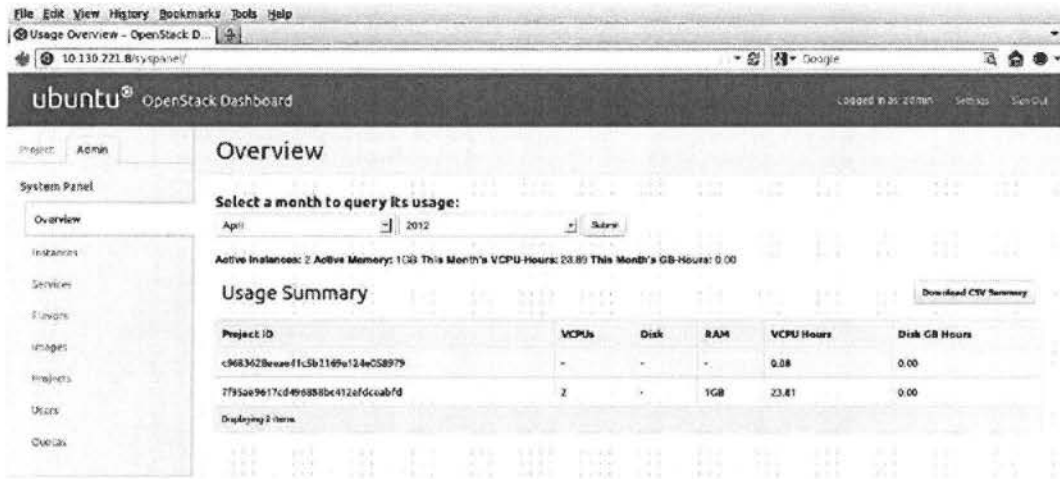 File Edit View History Bookmarks Tools Help
Usage Overview - OpenStack D...
10.130.221.8/syspanel/
Google
ubuntu® OpenStack Dashboard
Logged in as: admin Settings Sign Out
Project Admin
Overview
System Panel
Select a month to query its usage:
Overview
April 2012 Submit
Instances
Active Instances: 2 Active Memory: 1GB This Month's VCPU-Hours: 23.89 This Month's GB-Hours: 0.00
Services
Usage Summary
Download CSV Summary
Flavors
Images
Project ID VCPUs Disk RAM VCPU Hours Disk GB Hours
- - - 0.08 0.00
Projects
2 - 1GB 23.81 0.00
Users
Displaying 2 items
Quotas